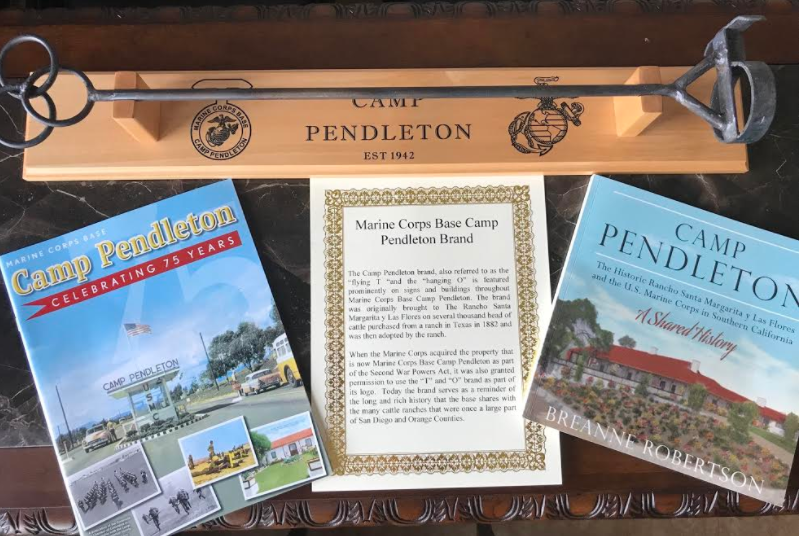 CAMP
PENDLETON
EST 1942
MARINE CORPS BASE
CAMP PENDLETON
MARINE CORPS BASE
Camp Pendleton
CELEBRATING 75 YEARS
75
CAMP PENDLETON
U S M C
Marine Corps Base Camp
Pendleton Brand
The Camp Pendleton brand, also referred to as the
"flying T "and the "hanging O" is featured
prominently on signs and buildings throughout
Marine Corps Base Camp Pendleton. The brand
was originally brought to The Rancho Santa
Margarita y Las Flores on several thousand head of
cattle purchased from a ranch in Texas in 1882 and
was then adopted by the ranch.
When the Marine Corps acquired the property that
is now Marine Corps Base Camp Pendleton as part
of the Second War Powers Act, it was also granted
permission to use the "T" and "O" brand as part of
its logo. Today the brand serves as a reminder of
the long and rich history that the base shares with
the many cattle ranches that were once a large part
of San Diego and Orange Counties.
CAMP
PENDLETON
The Historic Rancho Santa Margarita y Las Flores
and the U.S. Marine Corps in Southern California
A Shared History
BREANNE ROBERTSON